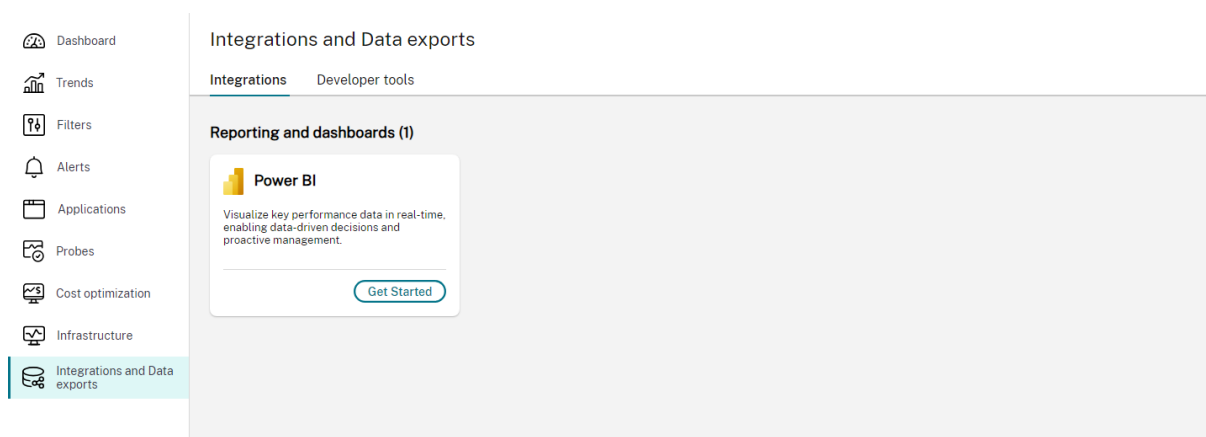 Dashboard
Trends
Filters
Alerts
Applications
Probes
Cost optimization
Infrastructure
Integrations and Data
exports
Integrations and Data exports
Integrations Developer tools
Reporting and dashboards (1)
Power BI
Visualize key performance data in real-time,
enabling data-driven decisions and
proactive management.
Get Started